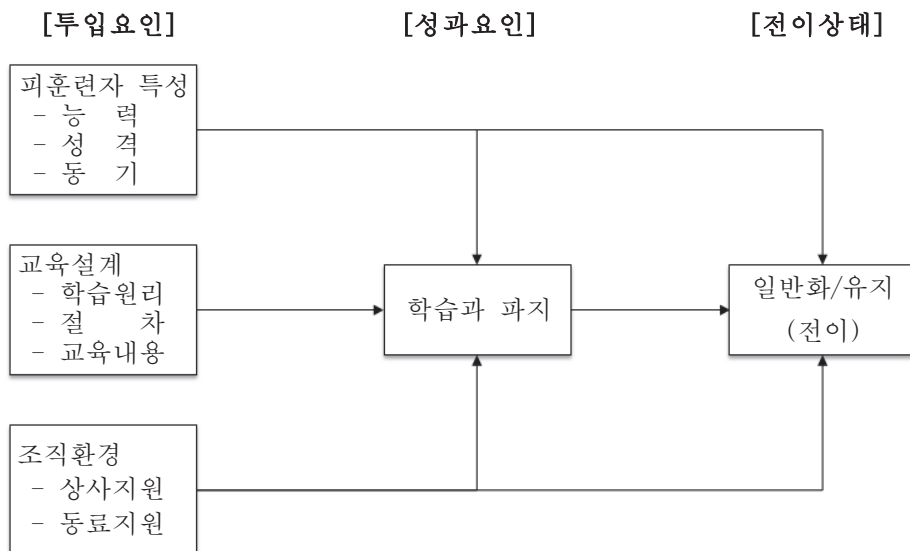 [투입요인] [성과요인] [전이상태]
피훈련자 특성
- 능 력
- 성 격
- 동 기
교육설계
- 학습원리
- 절 차
- 교육내용
학습과 파지
일반화/유지
(전이)
조직환경
- 상사지원
- 동료지원